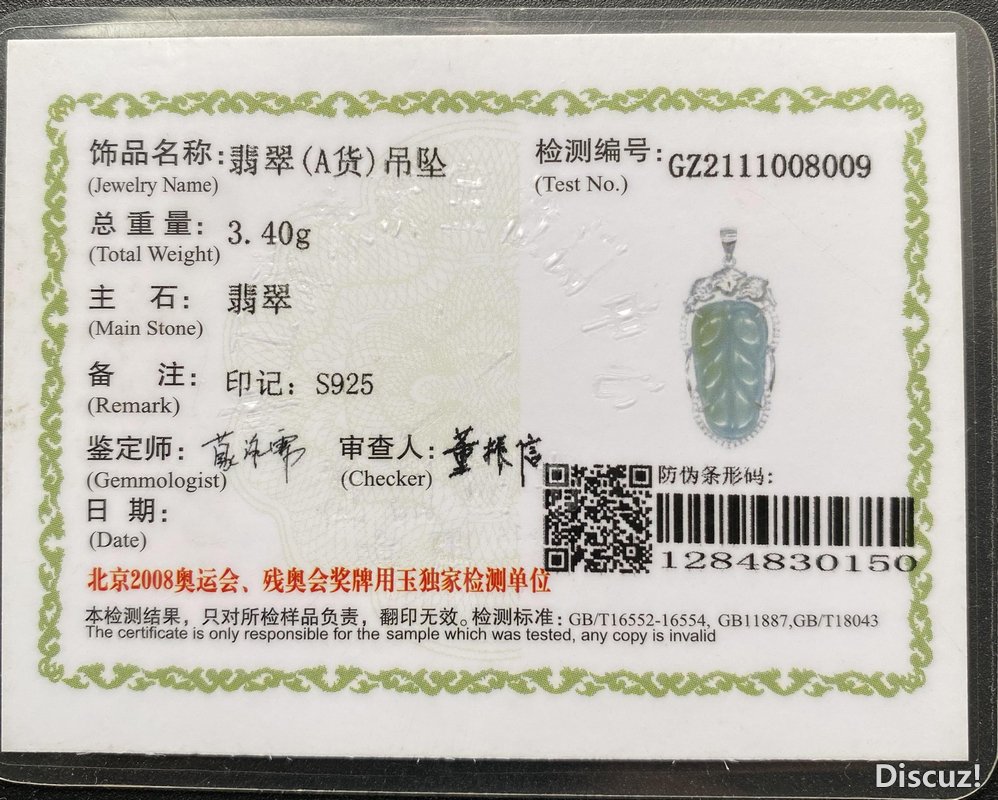 饰品名称:翡翠(A货)吊坠
(Jewelry Name)
检测编号:GZ2111008009
(Test No.)
总重量:3.40g
(Total Weight)
主 石:翡翠
(Main Stone)
备 注:印记: S925
(Remark)
鉴定师:
(Gemmologist)
审查人:董振信
(Checker)
日 期:
(Date)
防伪条形码:
1284830150
北京2008奥运会、残奥会奖牌用玉独家检测单位
本检测结果，只对所检样品负责，翻印无效。检测标准: GB/T16552-16554, GB11887,GB/T18043
The certificate is only responsible for the sample which was tested, any copy is invalid
Discuz!